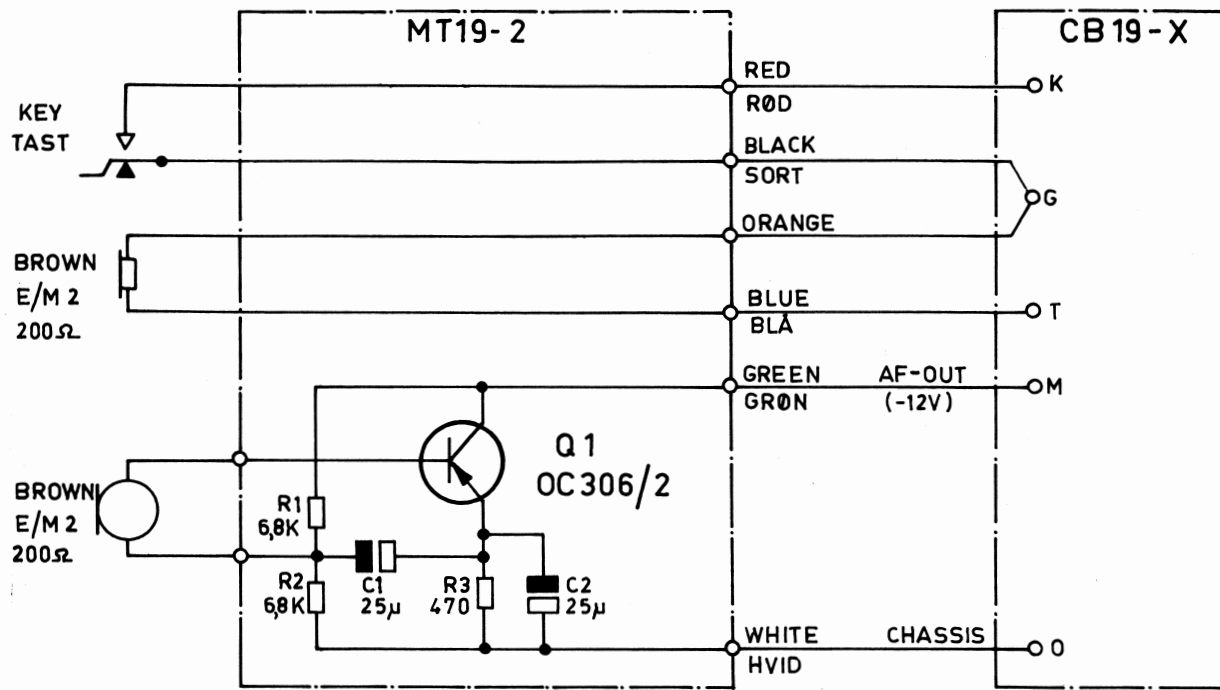 MT19-2
CB19-X
KEY
TAST
RED
RØD
K
BLACK
SORT
G
ORANGE
BROWN
E/M 2
200Ω
BLUE
BLÅ
T
GREEN
GRØN
AF-OUT
(-12V)
M
Q1
OC306/2
BROWN
E/M 2
200Ω
R1
6,8K
R2
6,8K
C1
25µ
R3
470
C2
25µ
WHITE
HVID
CHASSIS
O